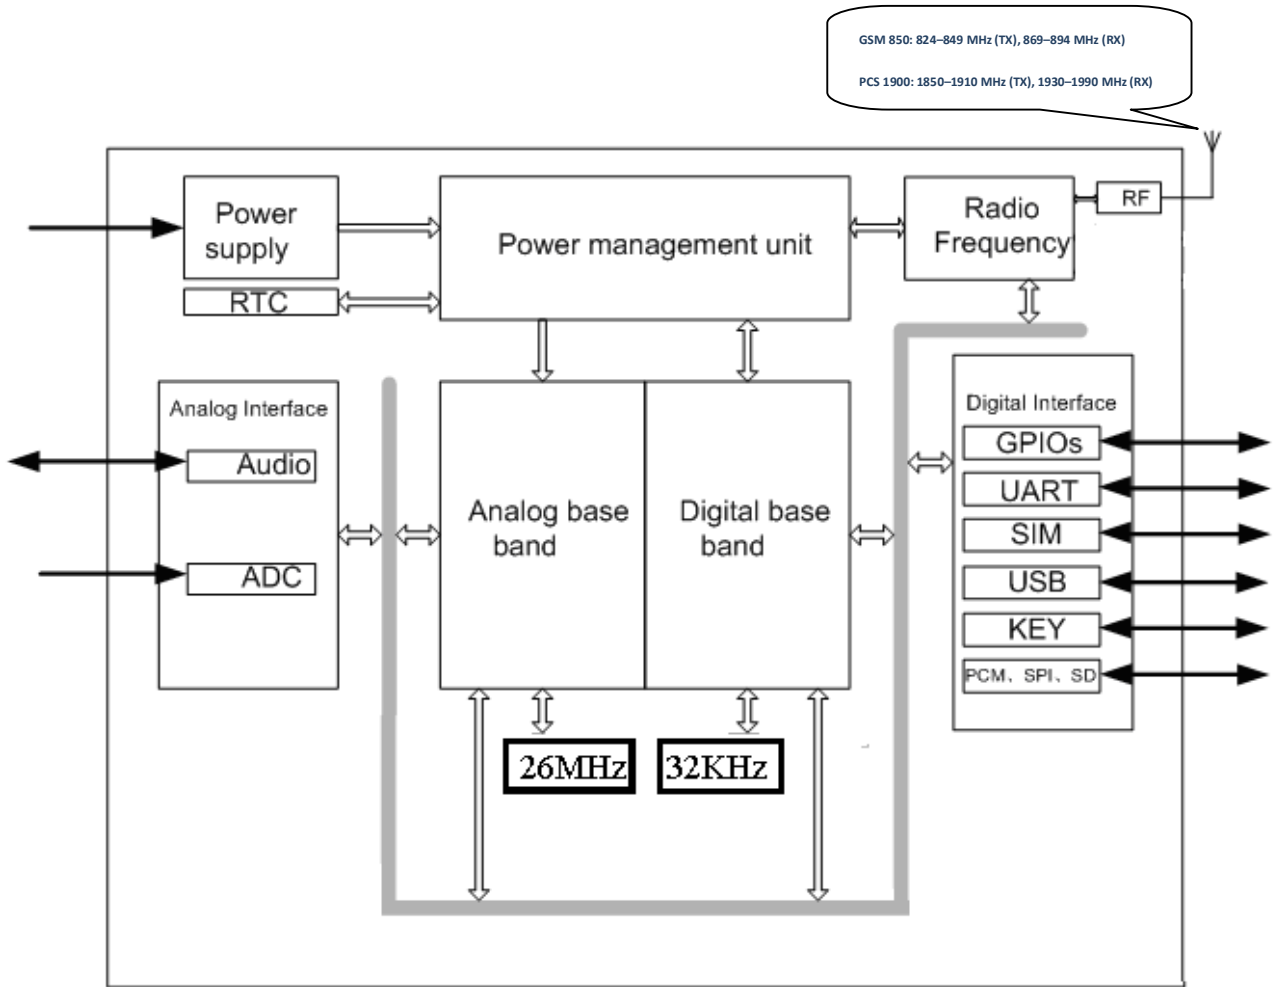 GSM 850: 824–849 MHz (TX), 869–894 MHz (RX)
PCS 1900: 1850–1910 MHz (TX), 1930–1990 MHz (RX)
Power
supply
RTC
Power management unit
Radio
Frequency
RF
Analog Interface
Audio
ADC
Analog base
band
Digital base
band
Digital Interface
GPIOs
UART
SIM
USB
KEY
PCM、SPI、SD
26MHz
32KHz